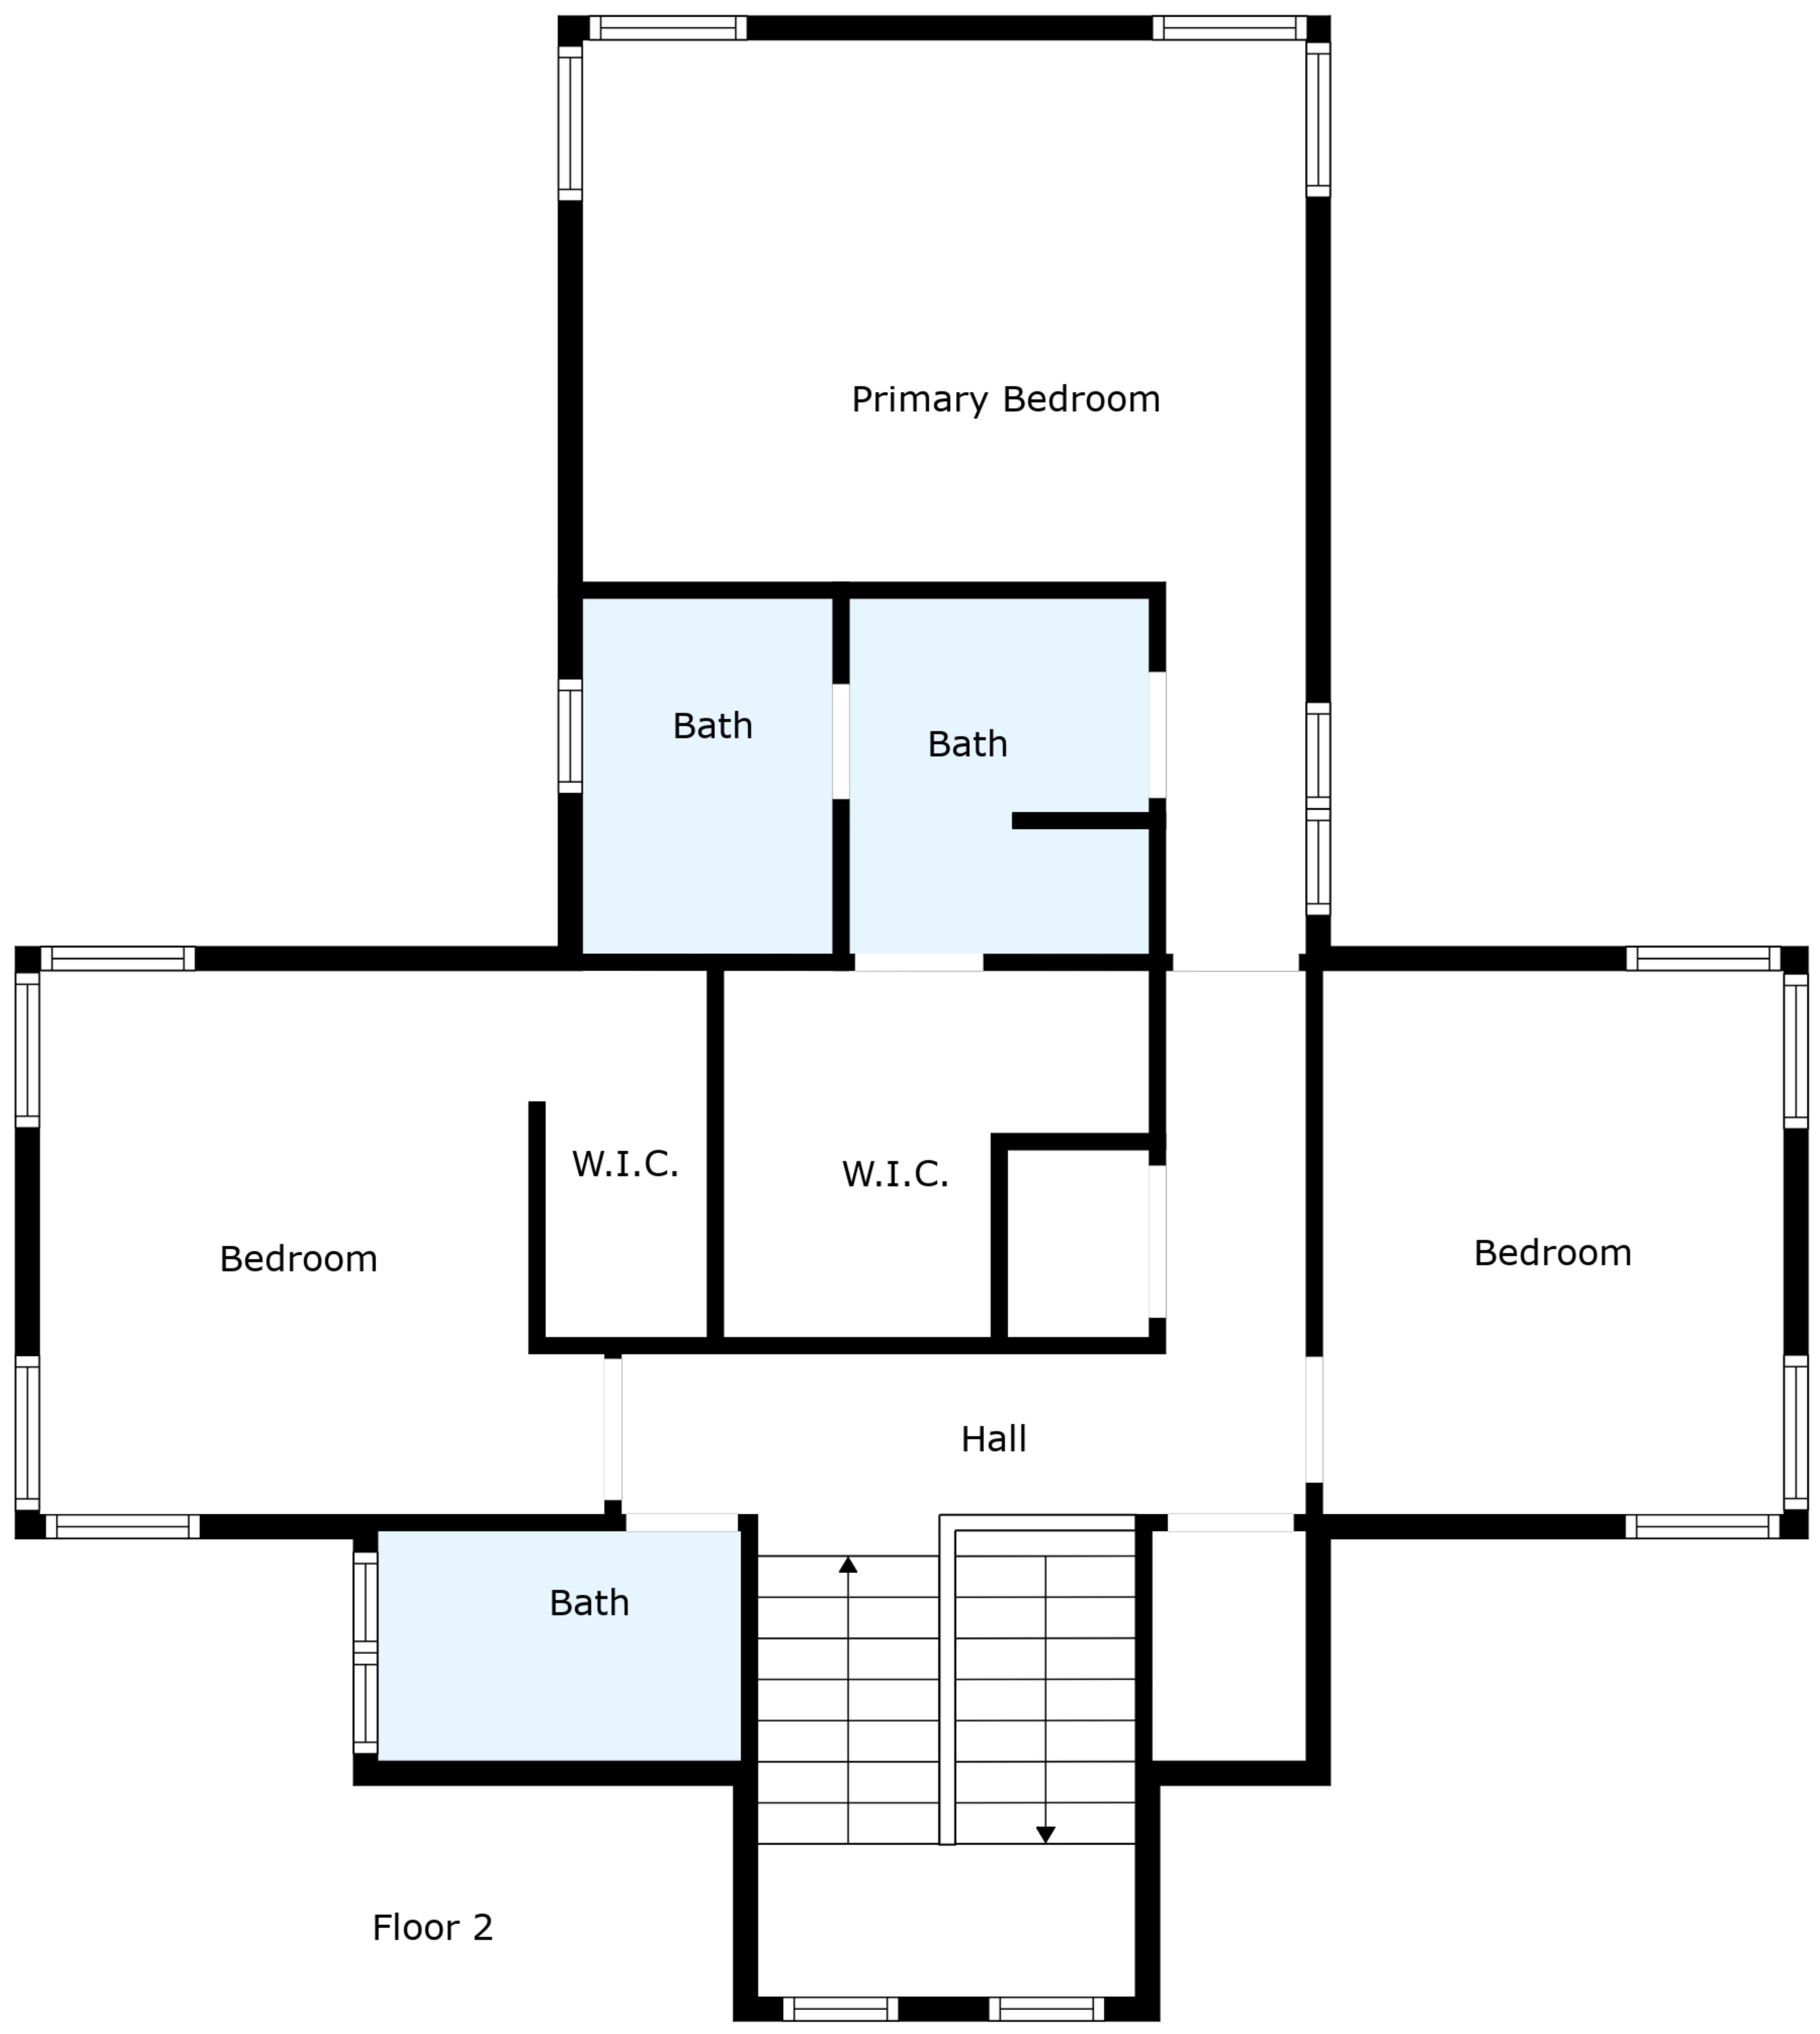 Primary Bedroom
Bath
Bath
W.I.C.
W.I.C.
Bedroom
Bedroom
Hall
Bath
Floor 2